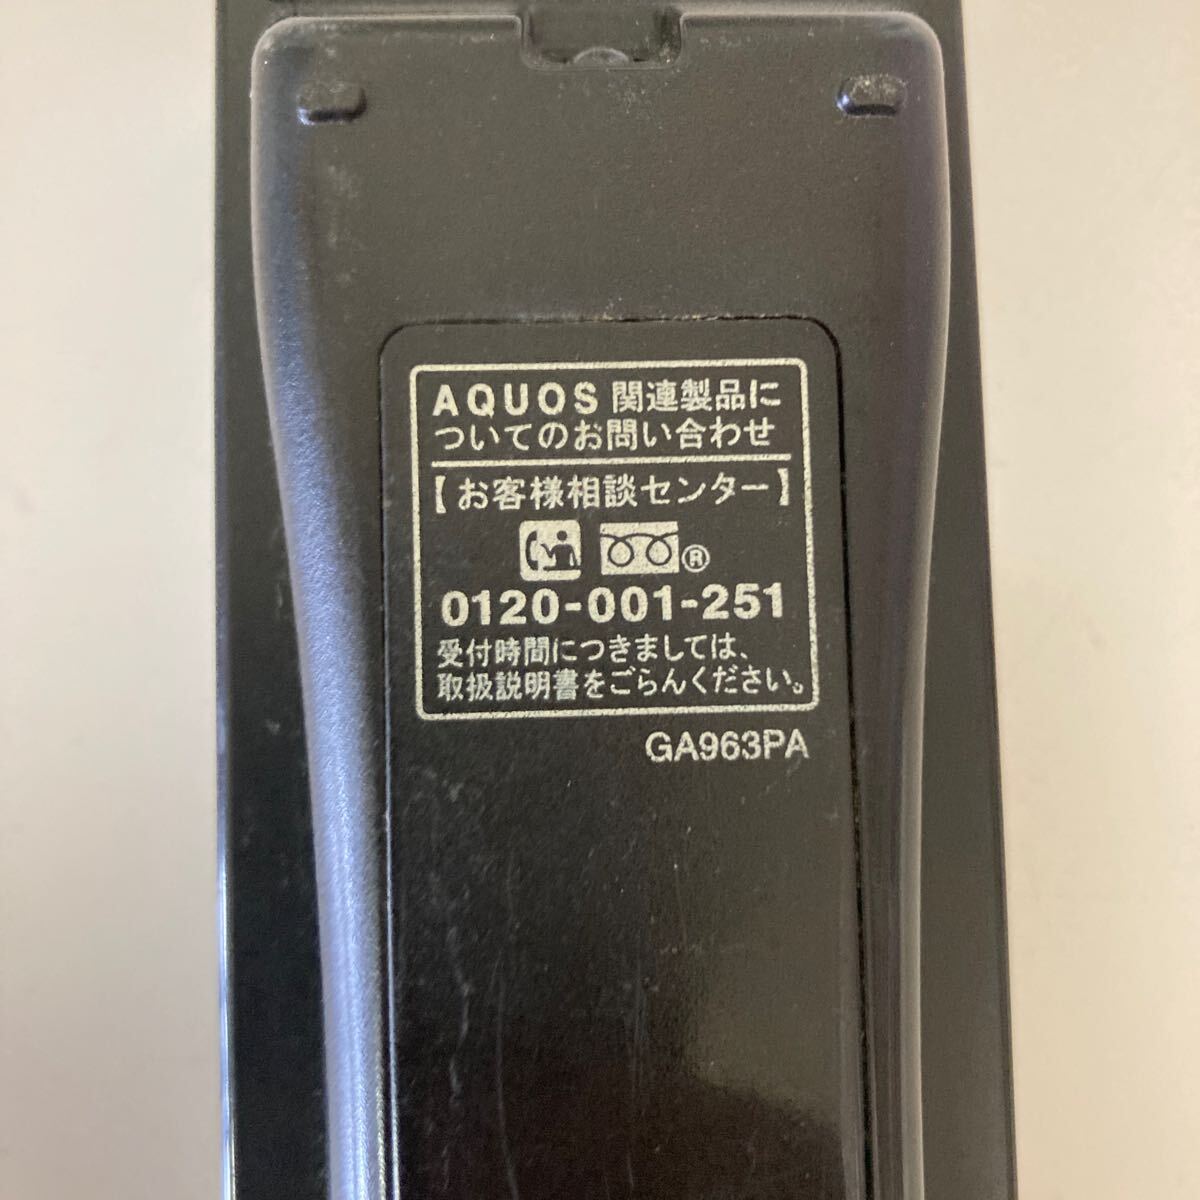 AQUOS 関連製品に
ついてのお問い合わせ
【お客様相談センター】
®
0120-001-251
受付時間につきましては、
取扱説明書をごらんください。
GA963PA